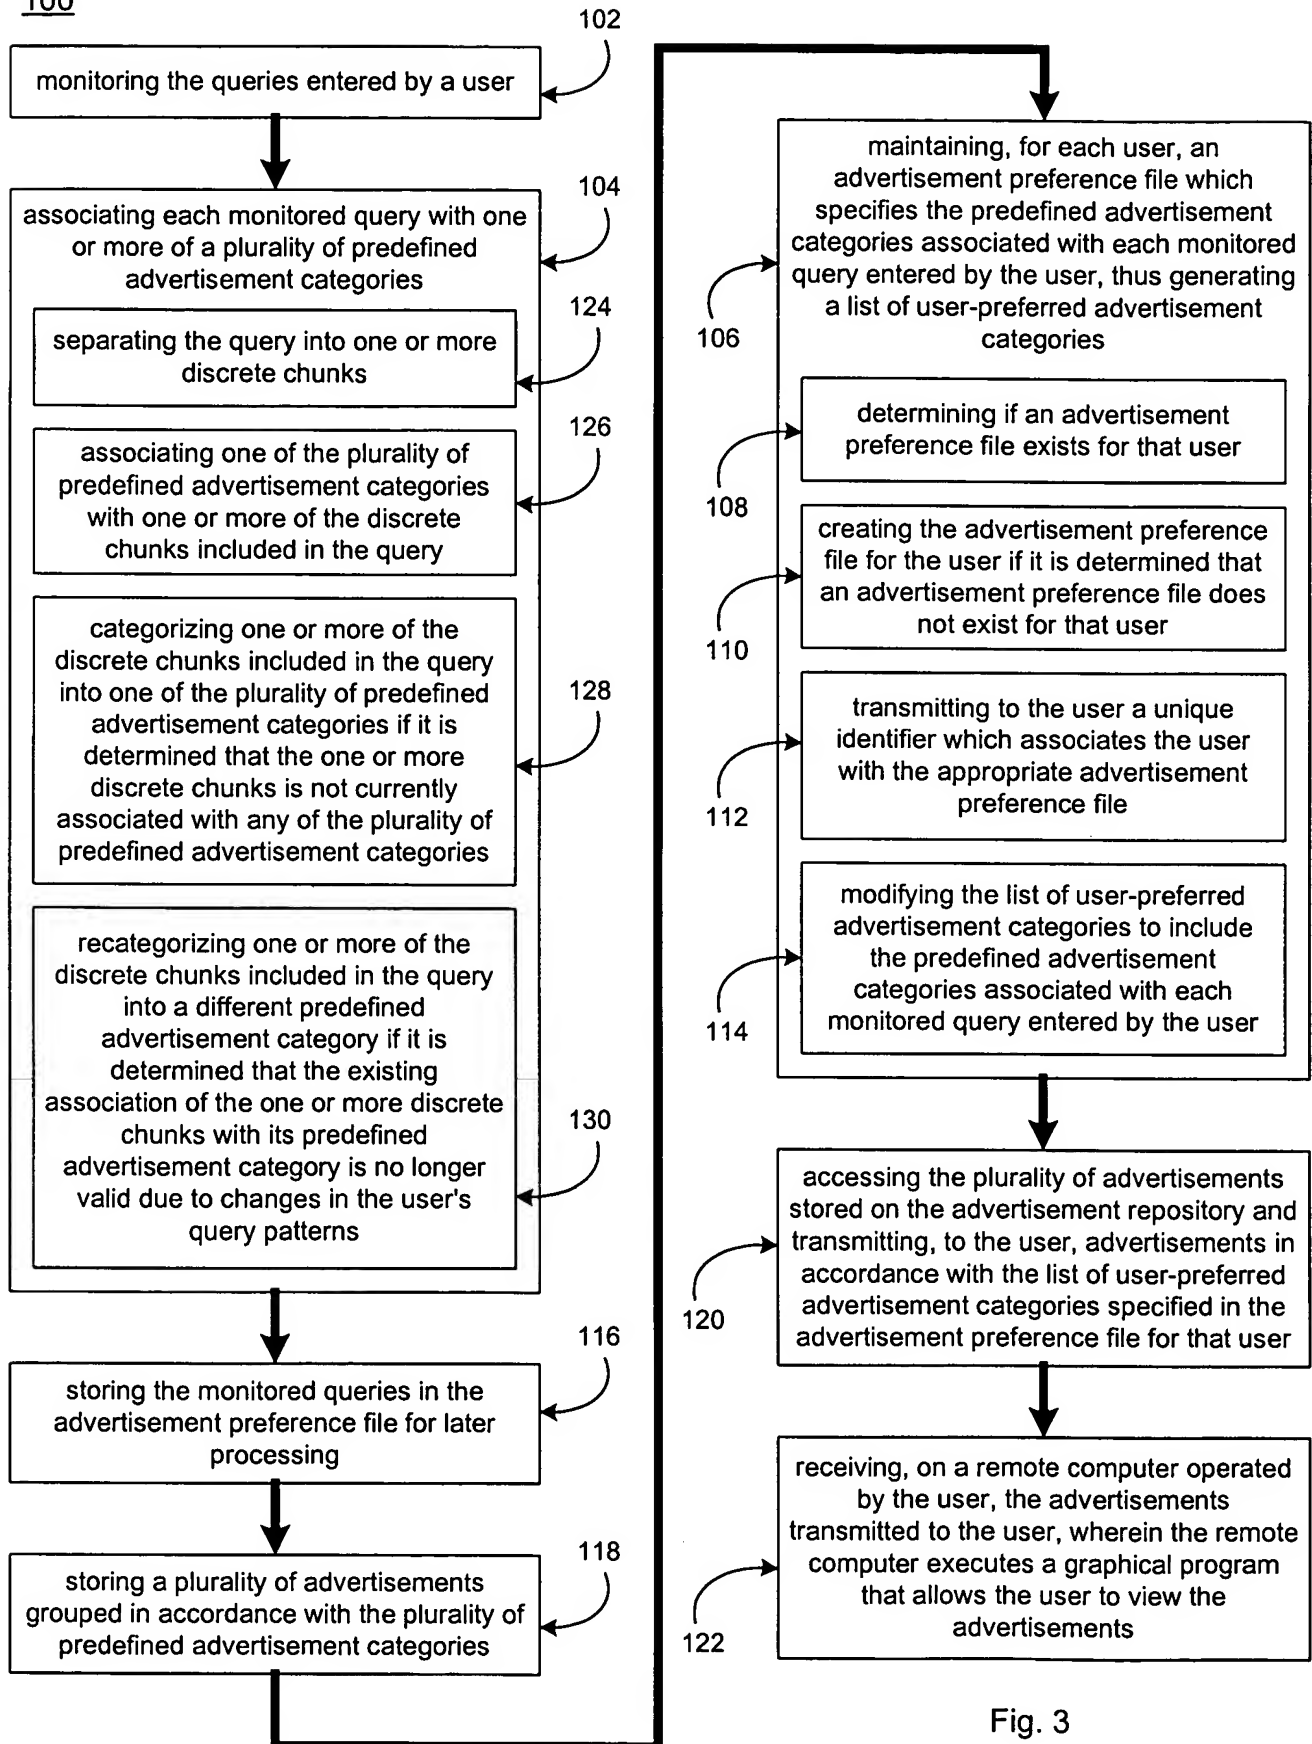 100
102
monitoring the queries entered by a user
104
associating each monitored query with one
or more of a plurality of predefined
advertisement categories
124
separating the query into one or more
discrete chunks
126
associating one of the plurality of
predefined advertisement categories
with one or more of the discrete
chunks included in the query
categorizing one or more of the
discrete chunks included in the query
into one of the plurality of predefined
advertisement categories if it is
determined that the one or more
discrete chunks is not currently
associated with any of the plurality of
predefined advertisement categories
128
recategorizing one or more of the
discrete chunks included in the query
into a different predefined
advertisement category if it is
determined that the existing
association of the one or more discrete
chunks with its predefined
advertisement category is no longer
valid due to changes in the user's
query patterns
130
116
storing the monitored queries in the
advertisement preference file for later
processing
118
storing a plurality of advertisements
grouped in accordance with the plurality of
predefined advertisement categories
maintaining, for each user, an
advertisement preference file which
specifies the predefined advertisement
categories associated with each monitored
query entered by the user, thus generating
a list of user-preferred advertisement
categories
106
determining if an advertisement
preference file exists for that user
108
creating the advertisement preference
file for the user if it is determined that
an advertisement preference file does
not exist for that user
110
transmitting to the user a unique
identifier which associates the user
with the appropriate advertisement
preference file
112
modifying the list of user-preferred
advertisement categories to include
the predefined advertisement
categories associated with each
monitored query entered by the user
114
accessing the plurality of advertisements
stored on the advertisement repository and
transmitting, to the user, advertisements in
accordance with the list of user-preferred
advertisement categories specified in the
advertisement preference file for that user
120
receiving, on a remote computer operated
by the user, the advertisements
transmitted to the user, wherein the remote
computer executes a graphical program
that allows the user to view the
advertisements
122
Fig. 3